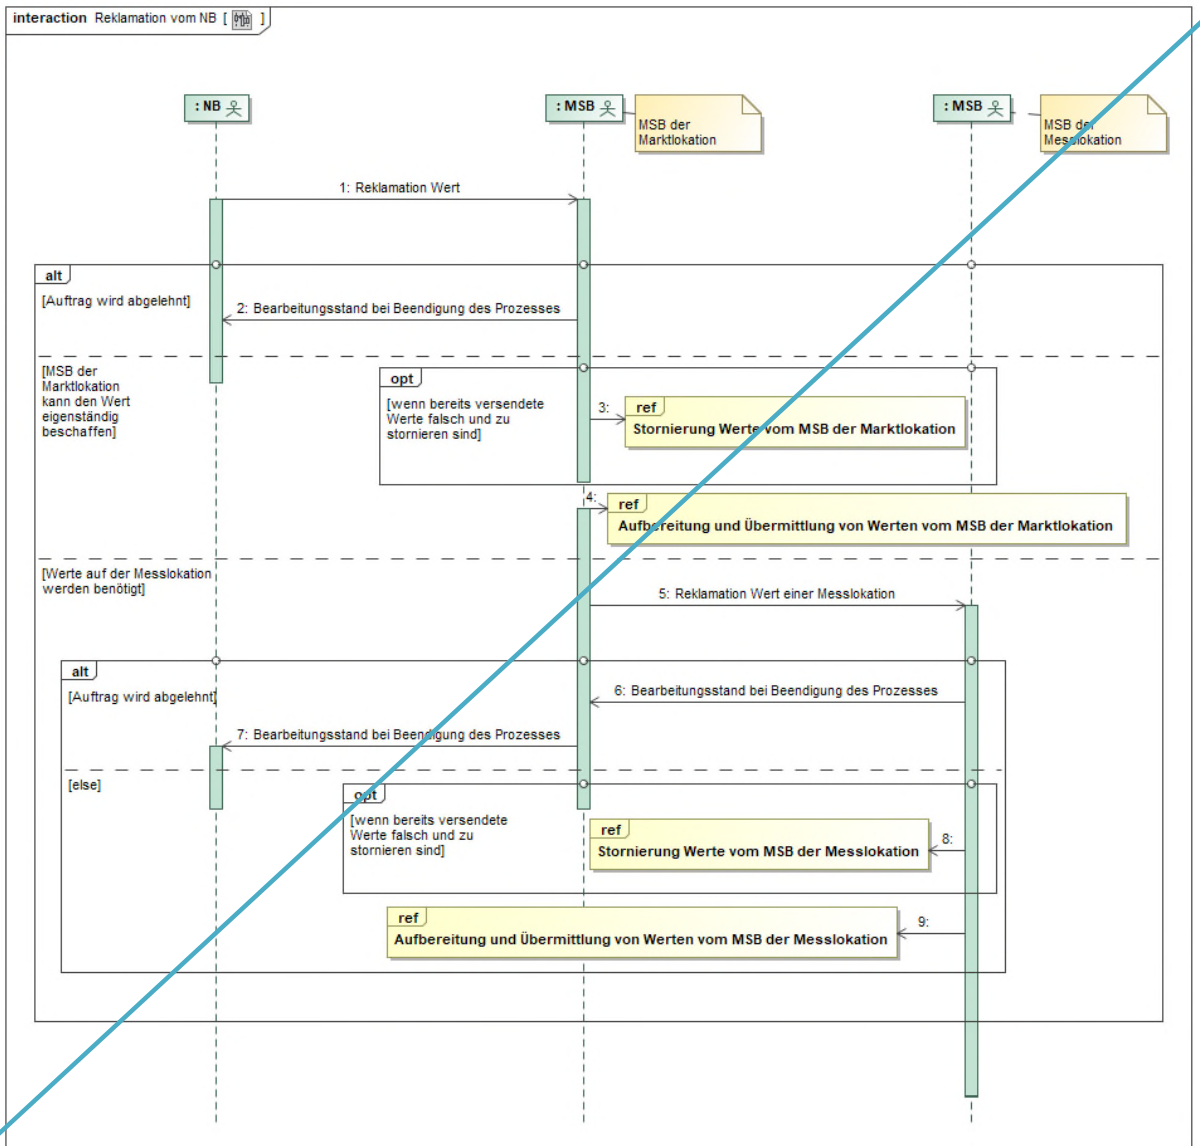 interaction Reklamation vom NB [ ]
: NB
: MSB
MSB der
Marktlokation
: MSB
MSB der
Messlokation
1: Reklamation Wert
alt
[Auftrag wird abgelehnt]
2: Bearbeitungsstand bei Beendigung des Prozesses
[MSB der
Marktlokation
kann den Wert
eigenständig
beschaffen]
opt
[wenn bereits versendete
Werte falsch und zu
stornieren sind]
3:
ref
Stornierung Werte vom MSB der Marktlokation
4:
ref
Aufbereitung und Übermittlung von Werten vom MSB der Marktlokation
[Werte auf der Messlokation
werden benötigt]
5: Reklamation Wert einer Messlokation
alt
[Auftrag wird abgelehnt]
6: Bearbeitungsstand bei Beendigung des Prozesses
7: Bearbeitungsstand bei Beendigung des Prozesses
[else]
opt
[wenn bereits versendete
Werte falsch und zu
stornieren sind]
ref
Stornierung Werte vom MSB der Messlokation
8:
ref
Aufbereitung und Übermittlung von Werten vom MSB der Messlokation
9: